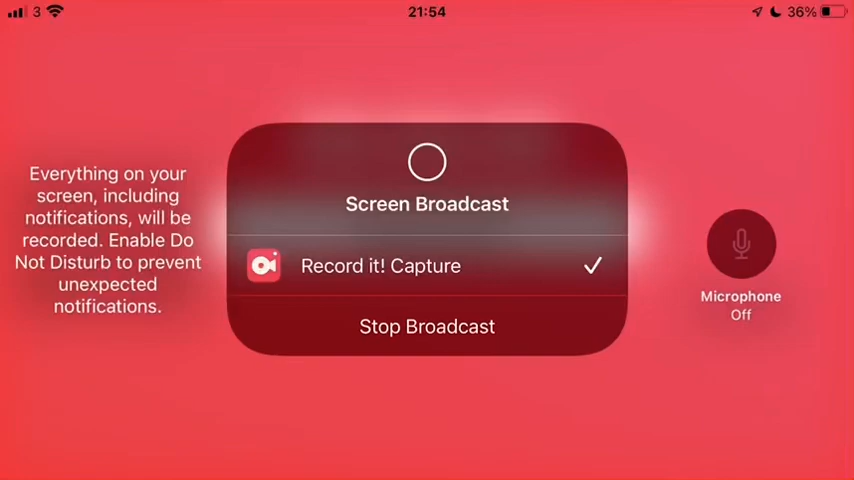 3
21:54
36%
Everything on your
screen, including
notifications, will be
recorded. Enable Do
Not Disturb to prevent
unexpected
notifications.
Screen Broadcast
Record it! Capture
Stop Broadcast
Microphone
Off